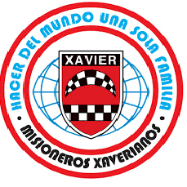 HACER DEL MUNDO UNA SOLA FAMILIA
XAVIER
• MISIONEROS XAVERIANOS •